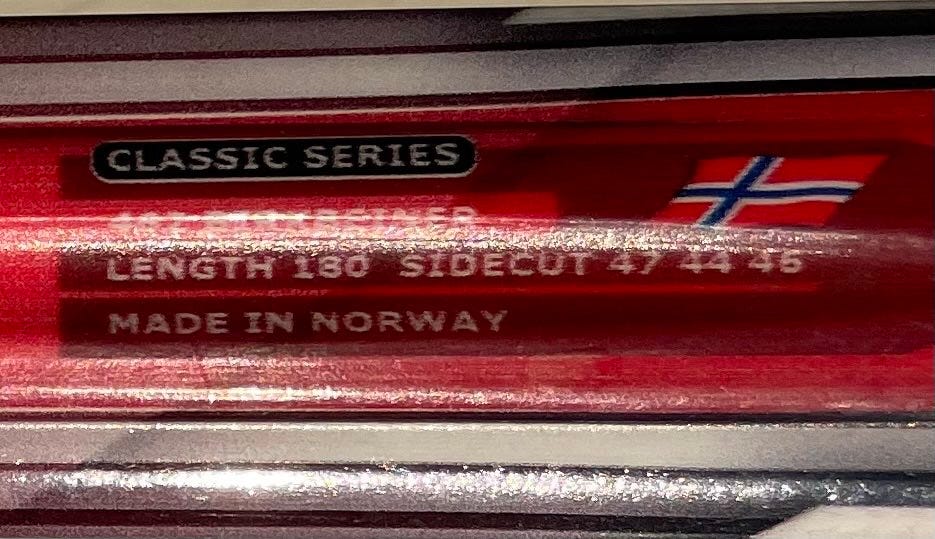 CLASSIC SERIES
LENGTH 180 SIDECUT 47 44 46
MADE IN NORWAY